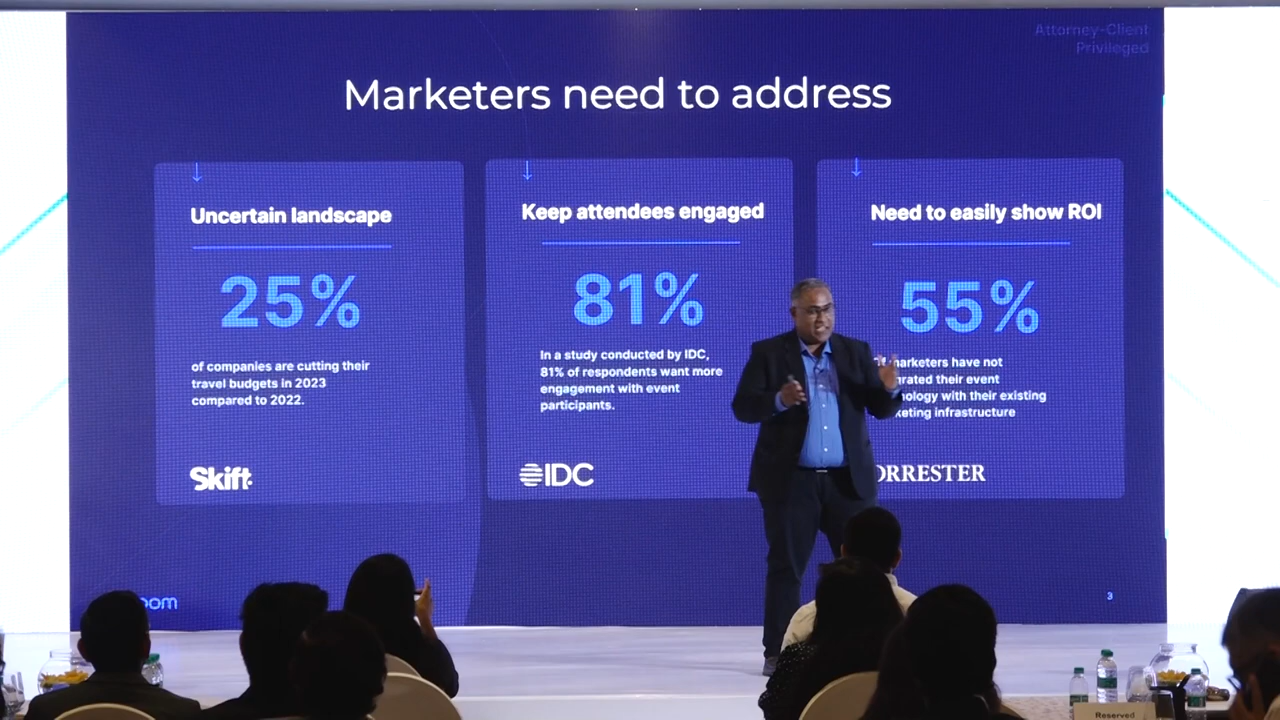 Attorney-Client
Privileged
Marketers need to address
Uncertain landscape
25%
of companies are cutting their
travel budgets in 2023
compared to 2022.
Skift
Keep attendees engaged
81%
In a study conducted by IDC,
81% of respondents want more
engagement with event
participants.
IDC
Need to easily show ROI
55%
marketers have not
their event
with their existing
infrastructure
3
Reserved